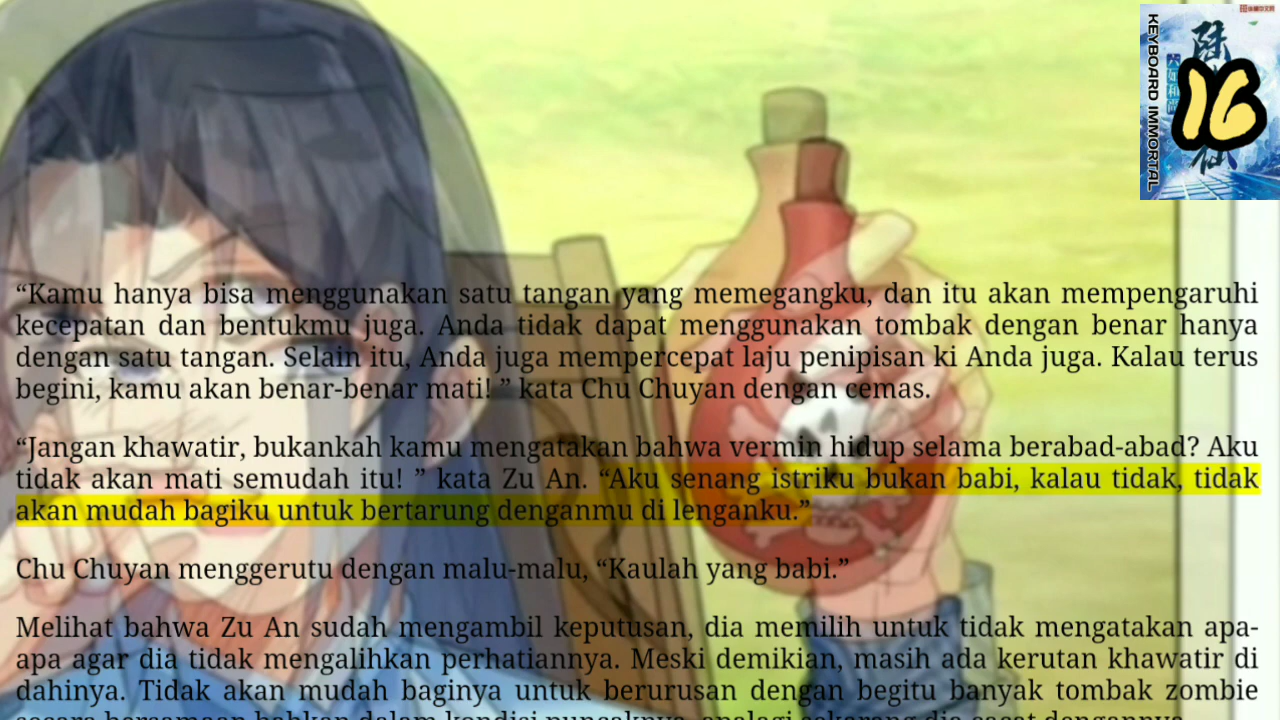 KEYBOARD IMMORTAL
16
“Kamu hanya bisa menggunakan satu tangan yang memegangku, dan itu akan mempengaruhi
kecepatan dan bentukmu juga. Anda tidak dapat menggunakan tombak dengan benar hanya
dengan satu tangan. Selain itu, Anda juga mempercepat laju penipisan ki Anda juga. Kalau terus
begini, kamu akan benar-benar mati! ” kata Chu Chuyan dengan cemas.
“Jangan khawatir, bukankah kamu mengatakan bahwa vermin hidup selama berabad-abad? Aku
tidak akan mati semudah itu! ” kata Zu An. “Aku senang istriku bukan babi, kalau tidak, tidak
akan mudah bagiku untuk bertarung denganmu di lenganku.”
Chu Chuyan menggerutu dengan malu-malu, “Kaulah yang babi.”
Melihat bahwa Zu An sudah mengambil keputusan, dia memilih untuk tidak mengatakan apa-
apa agar dia tidak mengalihkan perhatiannya. Meski demikian, masih ada kerutan khawatir di
dahinya. Tidak akan mudah baginya untuk berurusan dengan begitu banyak tombak zombie